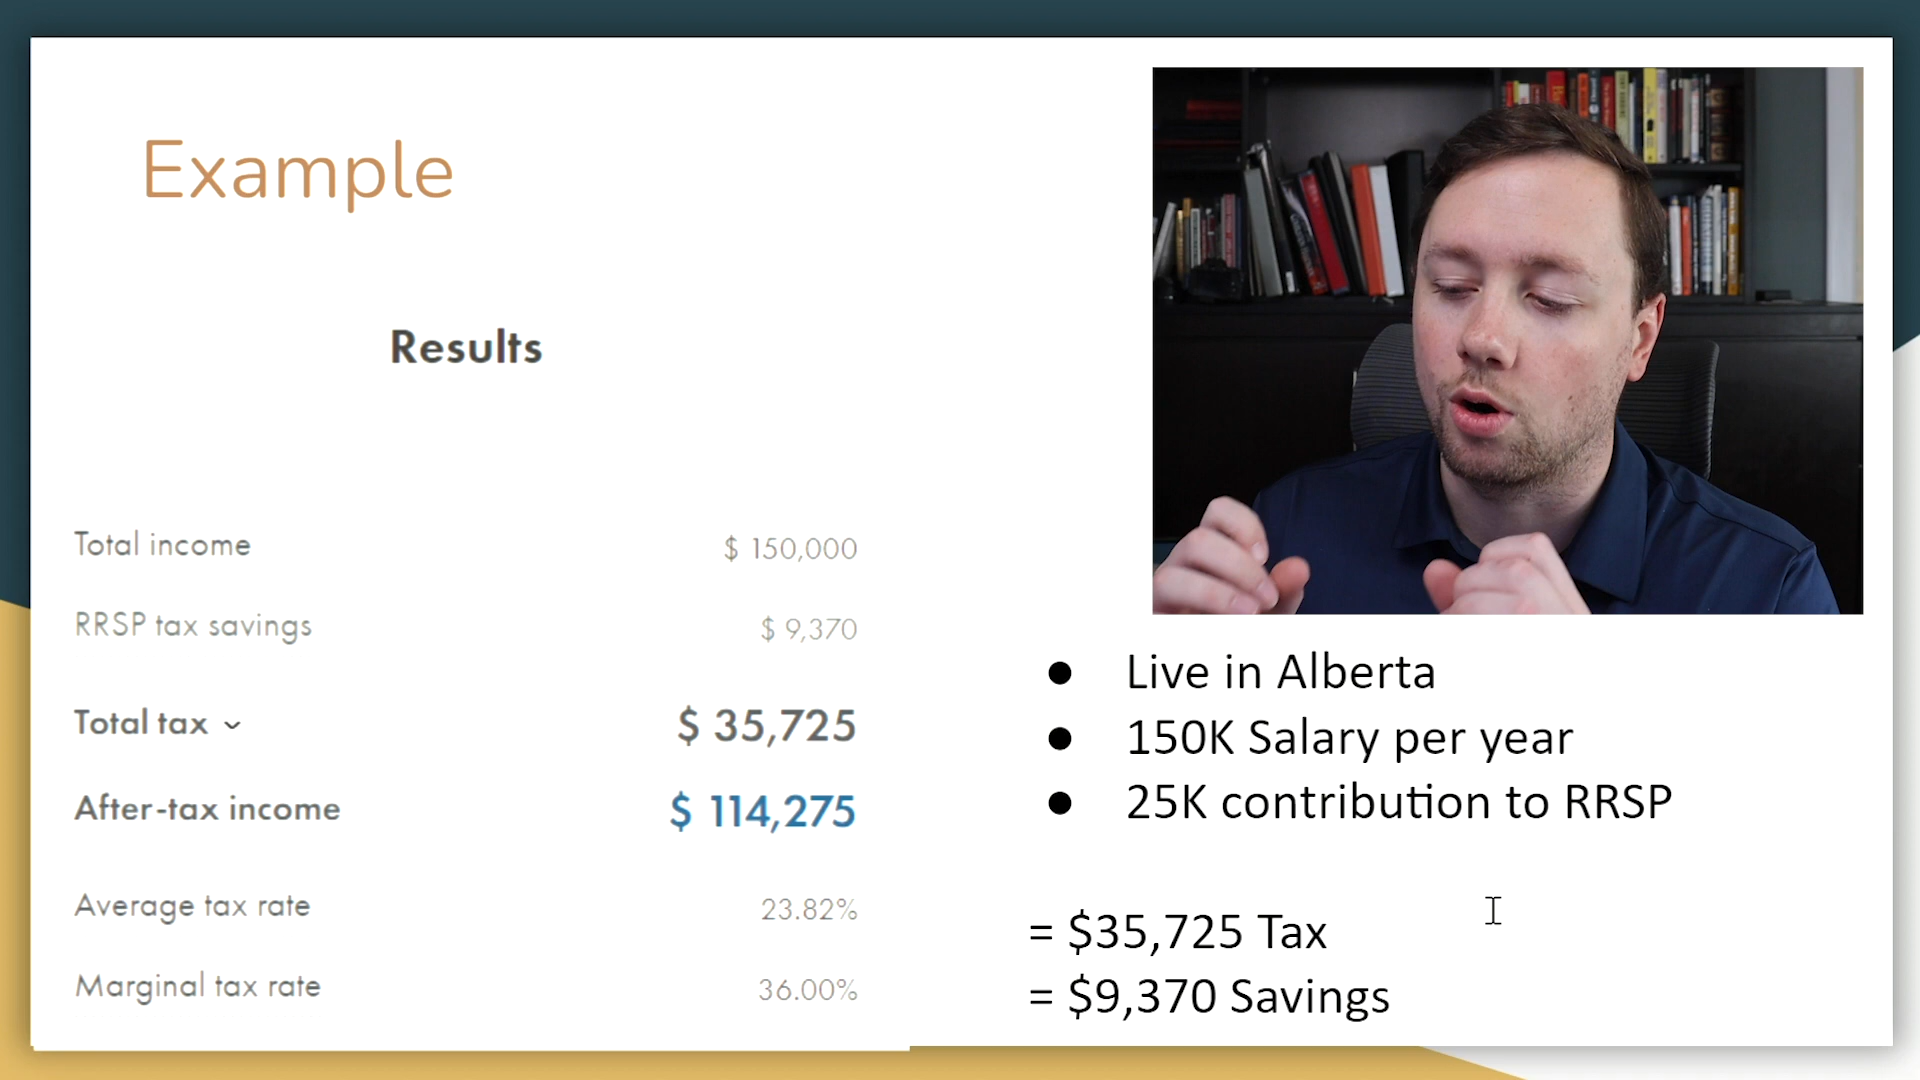 Example
Results
Total income $ 150,000
RRSP tax savings $ 9,370
Total tax $ 35,725
After-tax income $ 114,275
Average tax rate 23.82%
Marginal tax rate 36.00%
● Live in Alberta
● 150K Salary per year
● 25K contribution to RRSP
= $35,725 Tax
= $9,370 Savings